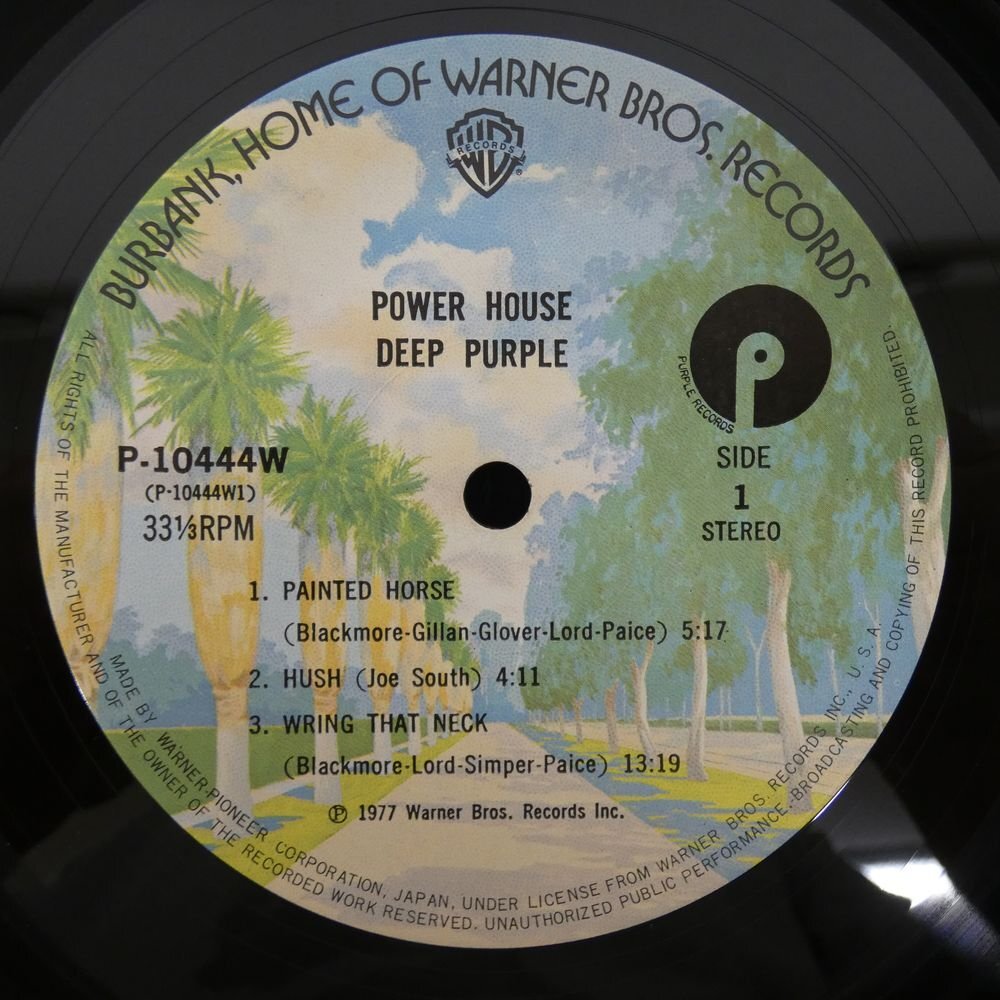 BURBANK, HOME OF WARNER BROS. RECORDS
WB
RECORDS
®
POWER HOUSE
DEEP PURPLE
P
PURPLE RECORDS
P-10444W
(P-10444W1)
33⅓RPM
SIDE
1
STEREO
1. PAINTED HORSE
(Blackmore-Gillan-Glover-Lord-Paice) 5:17
2. HUSH (Joe South) 4:11
3. WRING THAT NECK
(Blackmore-Lord-Simper-Paice) 13:19
℗ 1977 Warner Bros. Records Inc.
MADE BY WARNER-PIONEER CORPORATION, JAPAN, UNDER LICENSE FROM WARNER BROS. RECORDS INC., U. S. A.
ALL RIGHTS OF THE MANUFACTURER AND OF THE OWNER OF THE RECORDED WORK RESERVED. UNAUTHORIZED PUBLIC PERFORMANCE, BROADCASTING AND COPYING OF THIS RECORD PROHIBITED.